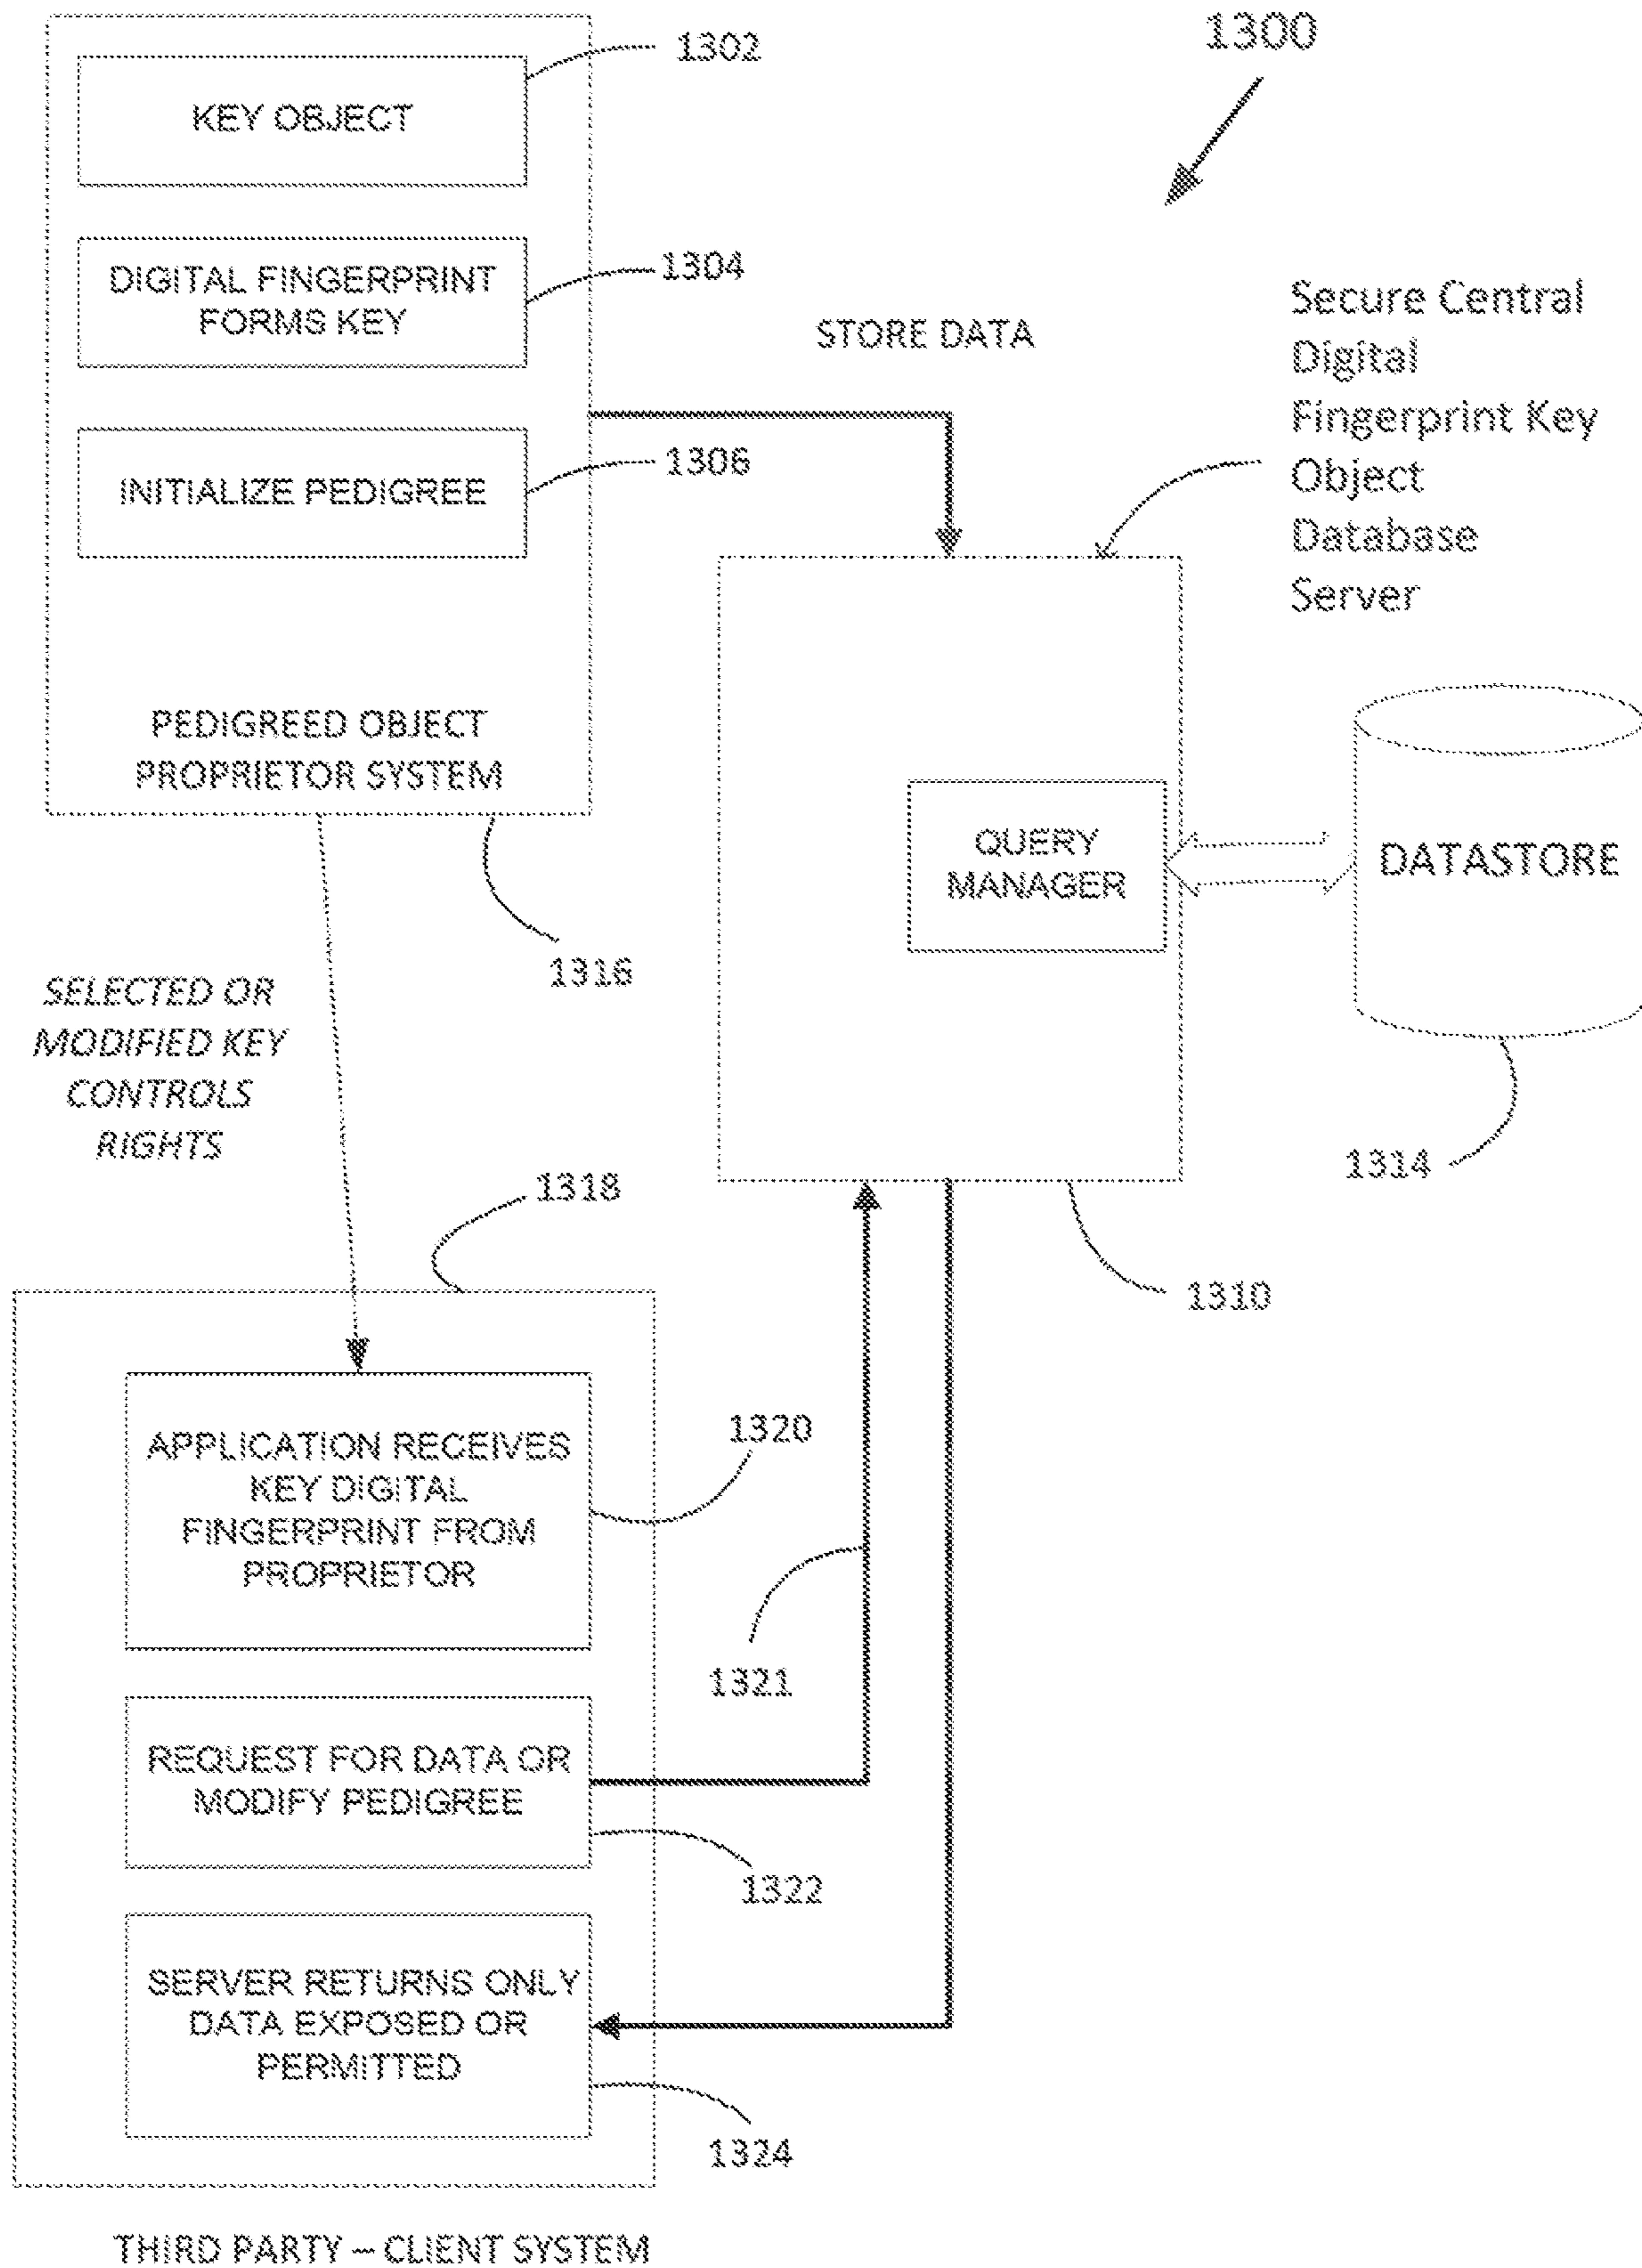 1300
1302
KEY OBJECT
1304
DIGITAL FINGERPRINT
FORMS KEY
1306
INITIALIZE PEDIGREE
PEDIGREED OBJECT
PROPRIETOR SYSTEM
1316
STORE DATA
Secure Central
Digital
Fingerprint Key
Object
Database
Server
QUERY
MANAGER
DATASTORE
1314
1310
SELECTED OR
MODIFIED KEY
CONTROLS
RIGHTS
1318
APPLICATION RECEIVES
KEY DIGITAL
FINGERPRINT FROM
PROPRIETOR
1320
1321
REQUEST FOR DATA OR
MODIFY PEDIGREE
1322
SERVER RETURNS ONLY
DATA EXPOSED OR
PERMITTED
1324
THIRD PARTY – CLIENT SYSTEM